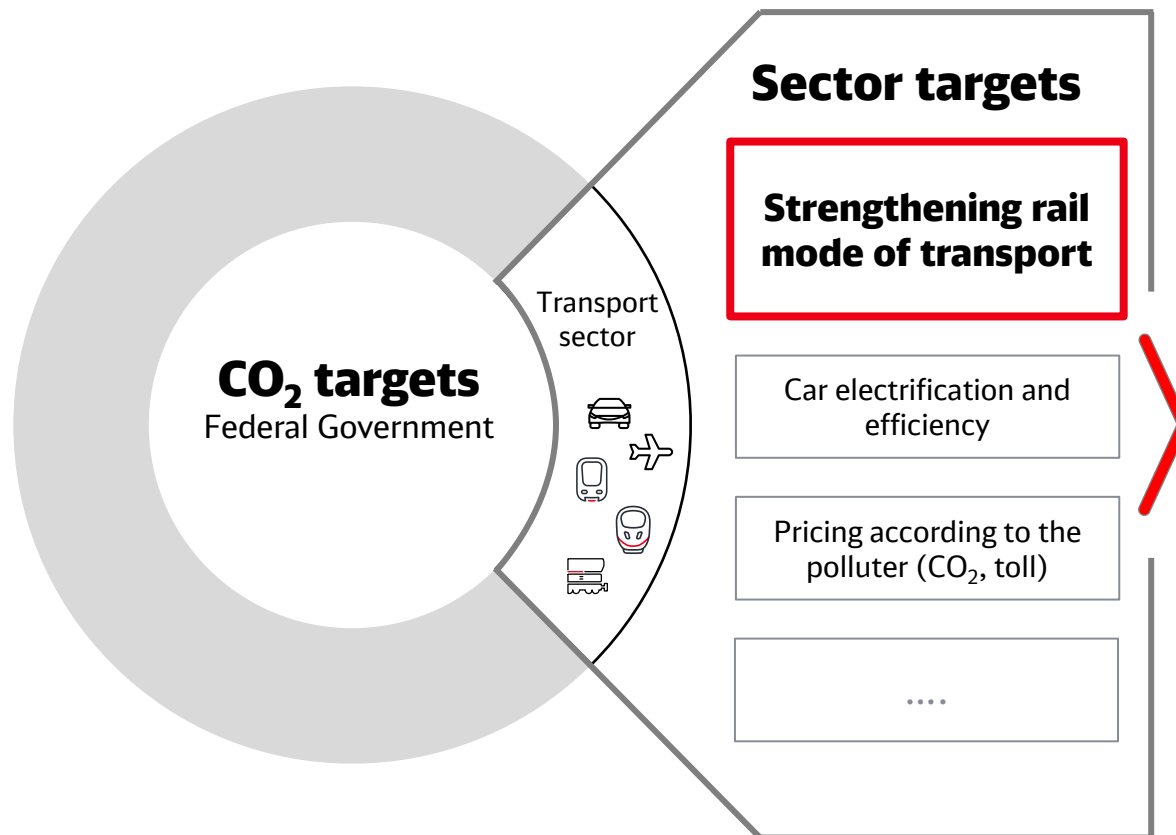 Sector targets
Strengthening rail
mode of transport
Transport
sector
CO₂ targets
Federal Government
Car electrification and
efficiency
Pricing according to the
polluter (CO₂, toll)
....